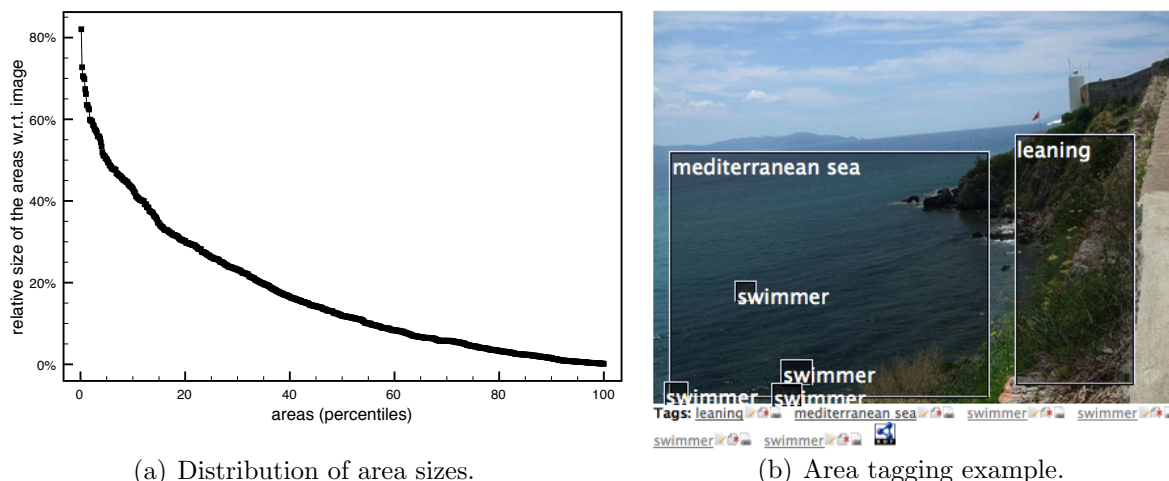 relative size of the areas w.r.t. image
80%
60%
40%
20%
0%
0 20 40 60 80 100
areas (percentiles)
(a) Distribution of area sizes.
mediterranean sea
leaning
swimmer
swimmer
swimmer
swimmer
Tags: leaning mediterranean sea swimmer swimmer
swimmer swimmer
(b) Area tagging example.